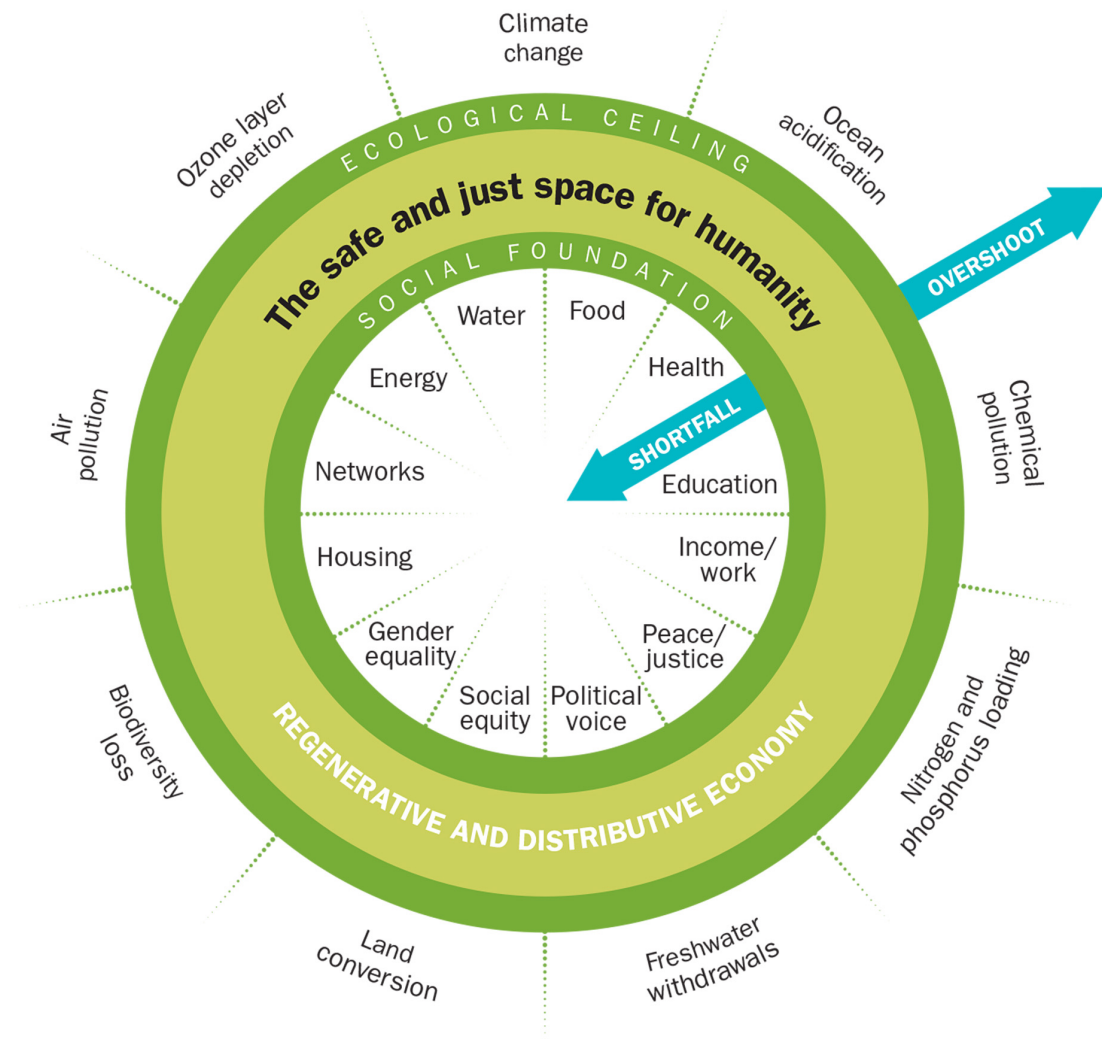 Climate
change
Ocean
acidification
OVERSHOOT
Chemical
pollution
Nitrogen and
phosphorus loading
Freshwater
withdrawals
Land
conversion
Biodiversity
loss
Air
pollution
Ozone layer
depletion
ECOLOGICAL CEILING
The safe and just space for humanity
SOCIAL FOUNDATION
Water
Food
Health
SHORTFALL
Education
Income/
work
Peace/
justice
Political
voice
Social
equity
Gender
equality
Housing
Networks
Energy
REGENERATIVE AND DISTRIBUTIVE ECONOMY